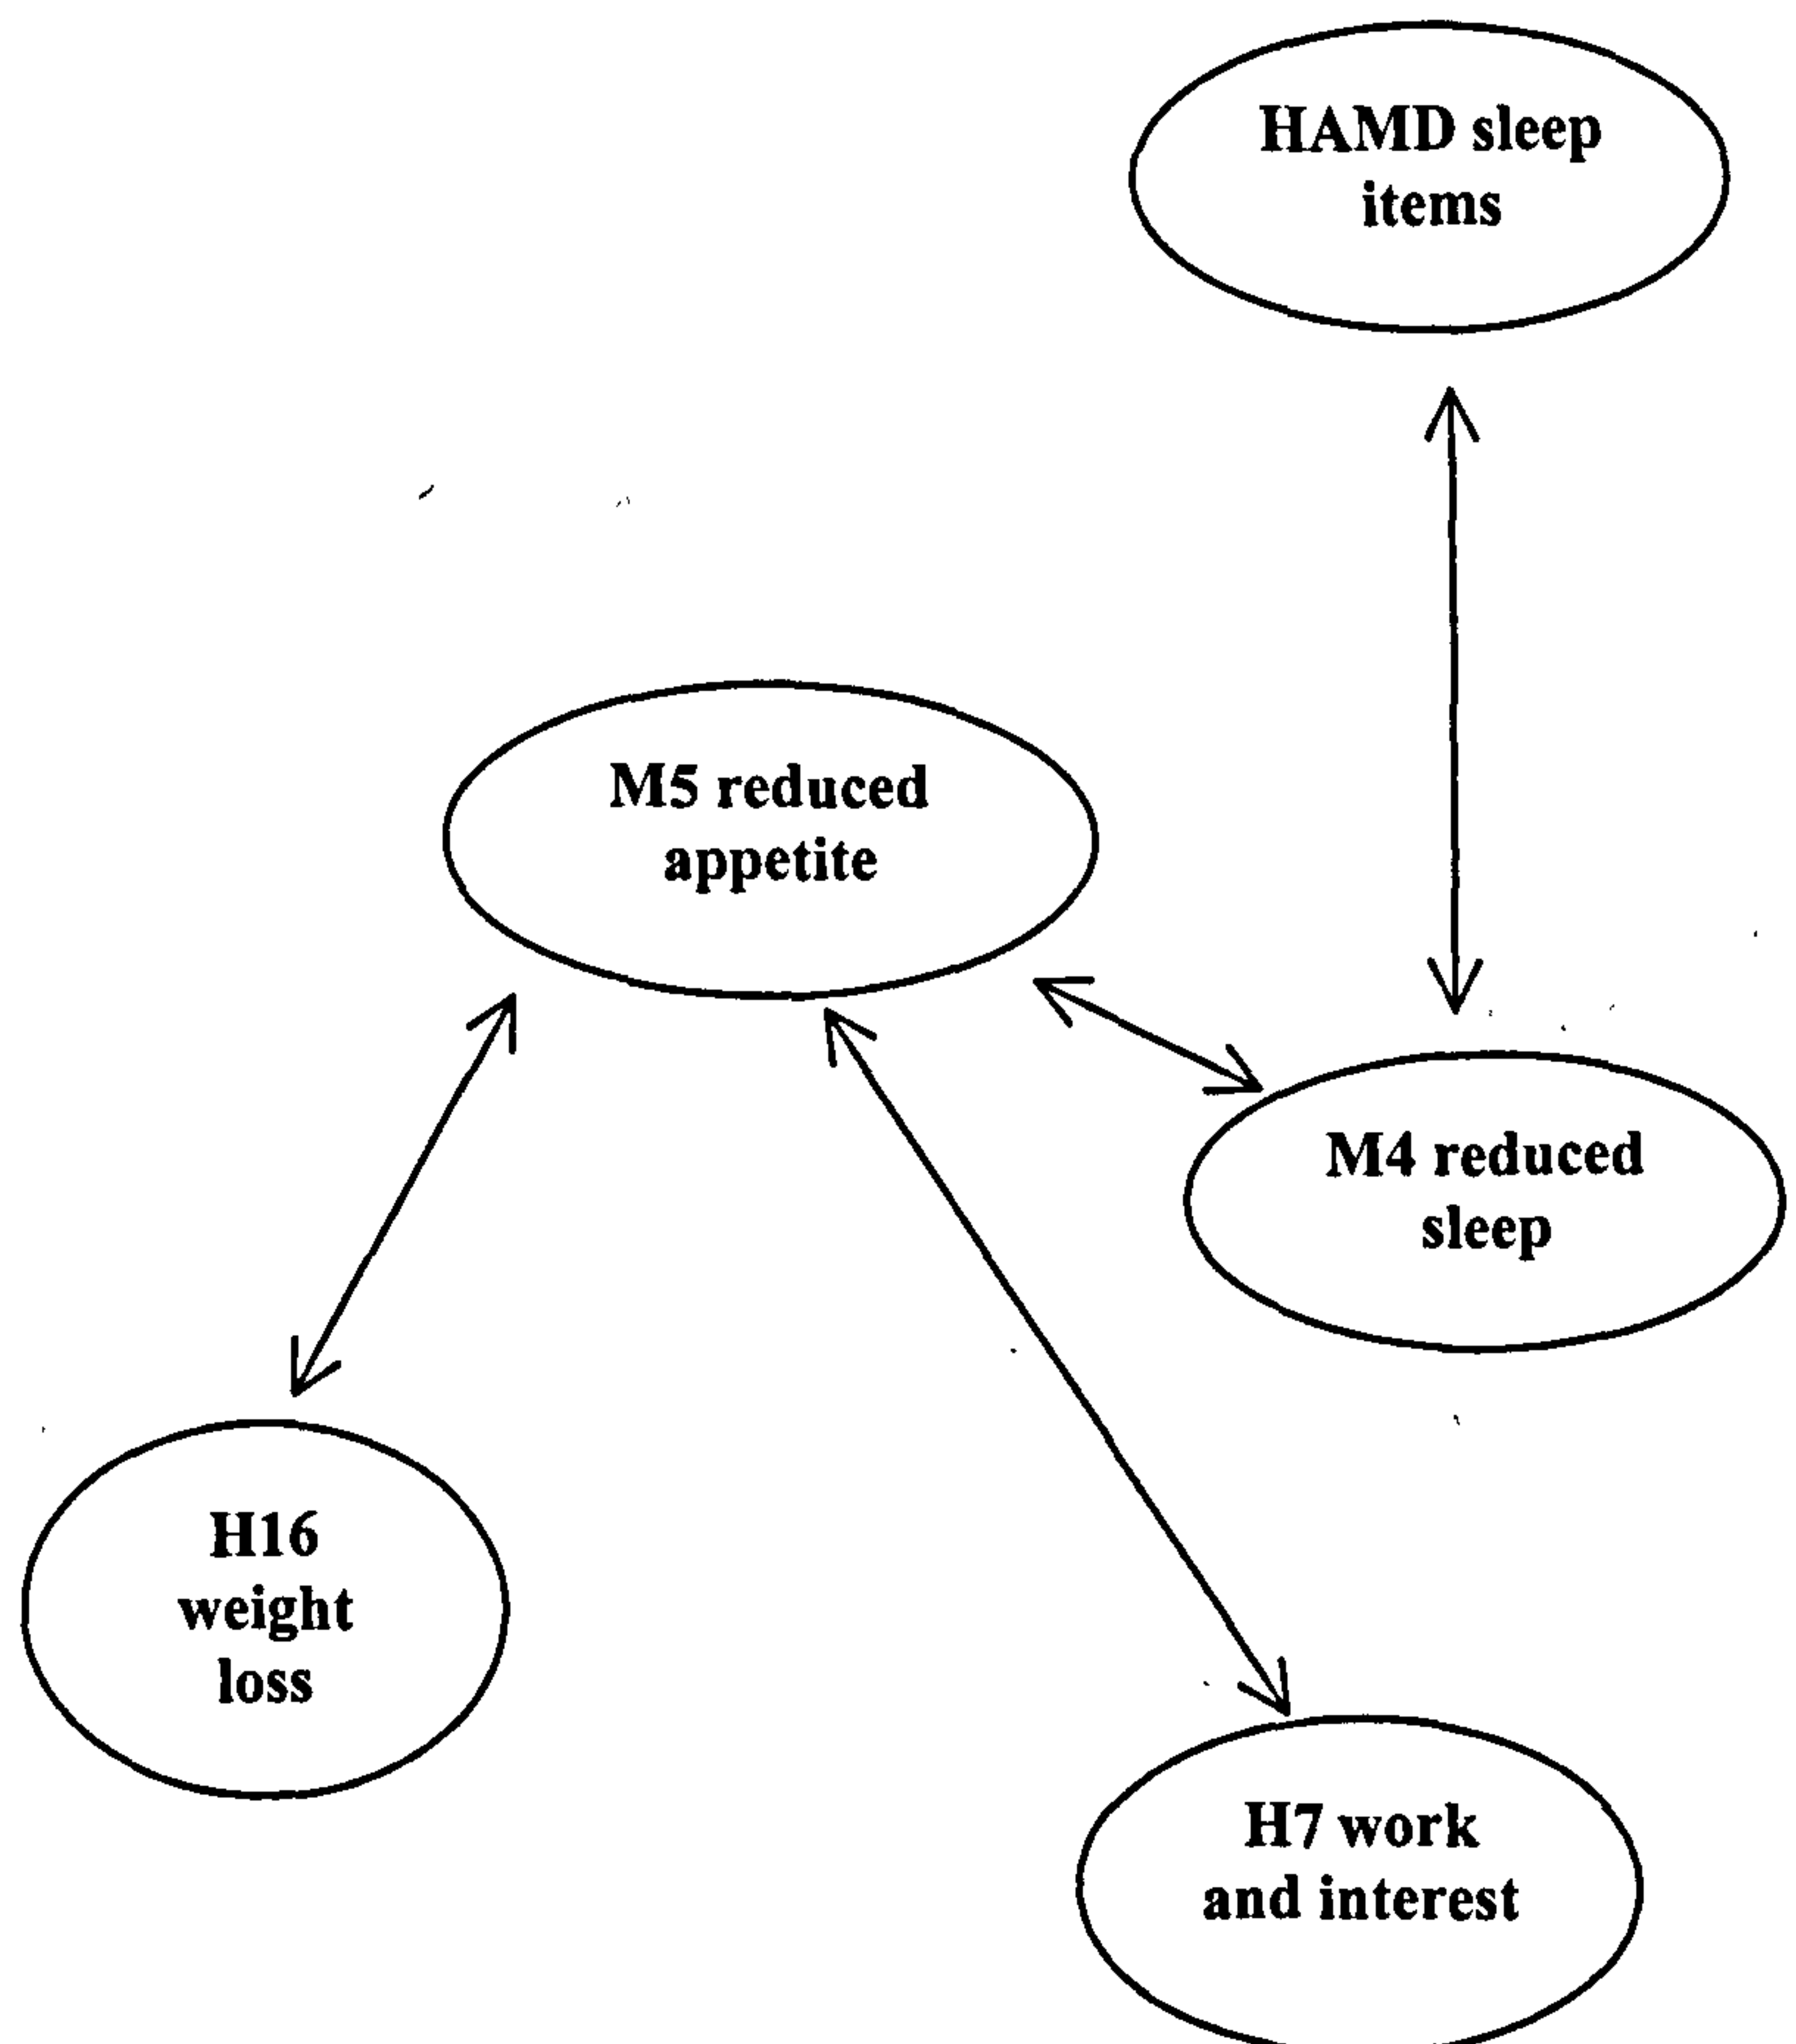 HAMD sleep
items
M5 reduced
appetite
M4 reduced
sleep
H16
weight
loss
H7 work
and interest